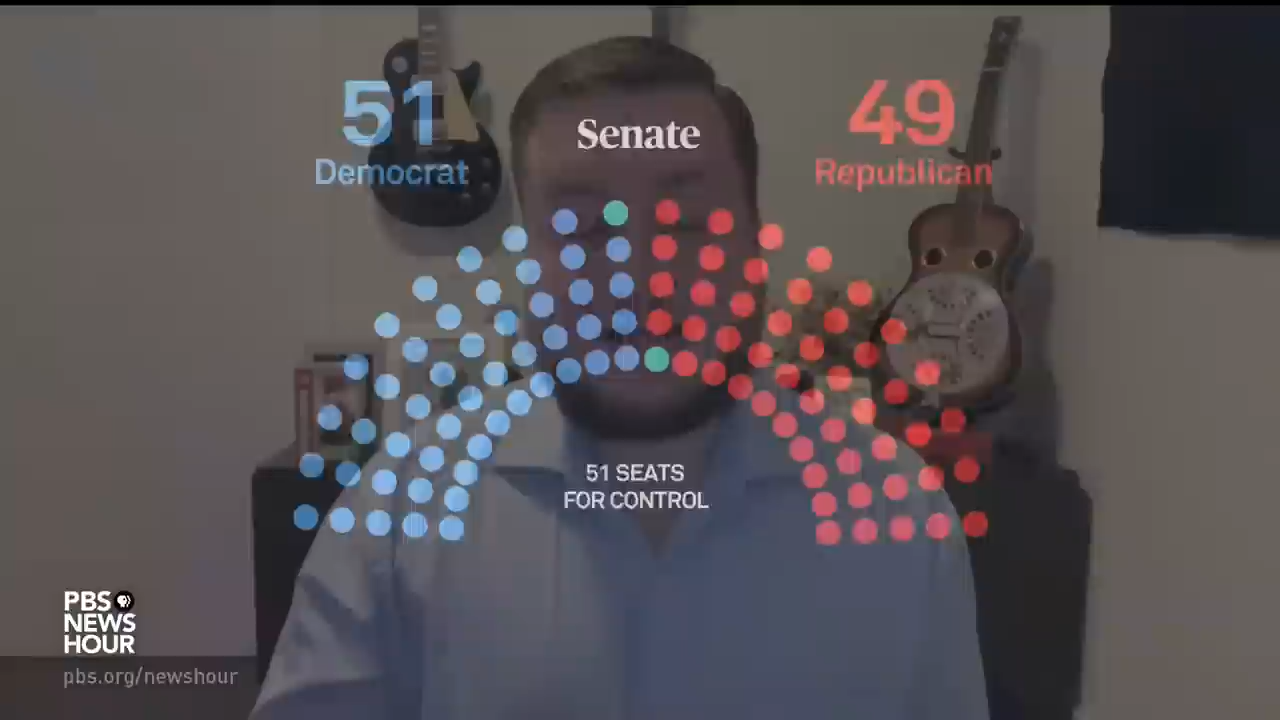 51
Democrat
Senate
49
Republican
51 SEATS
FOR CONTROL
PBS
NEWS
HOUR
pbs.org/newshour